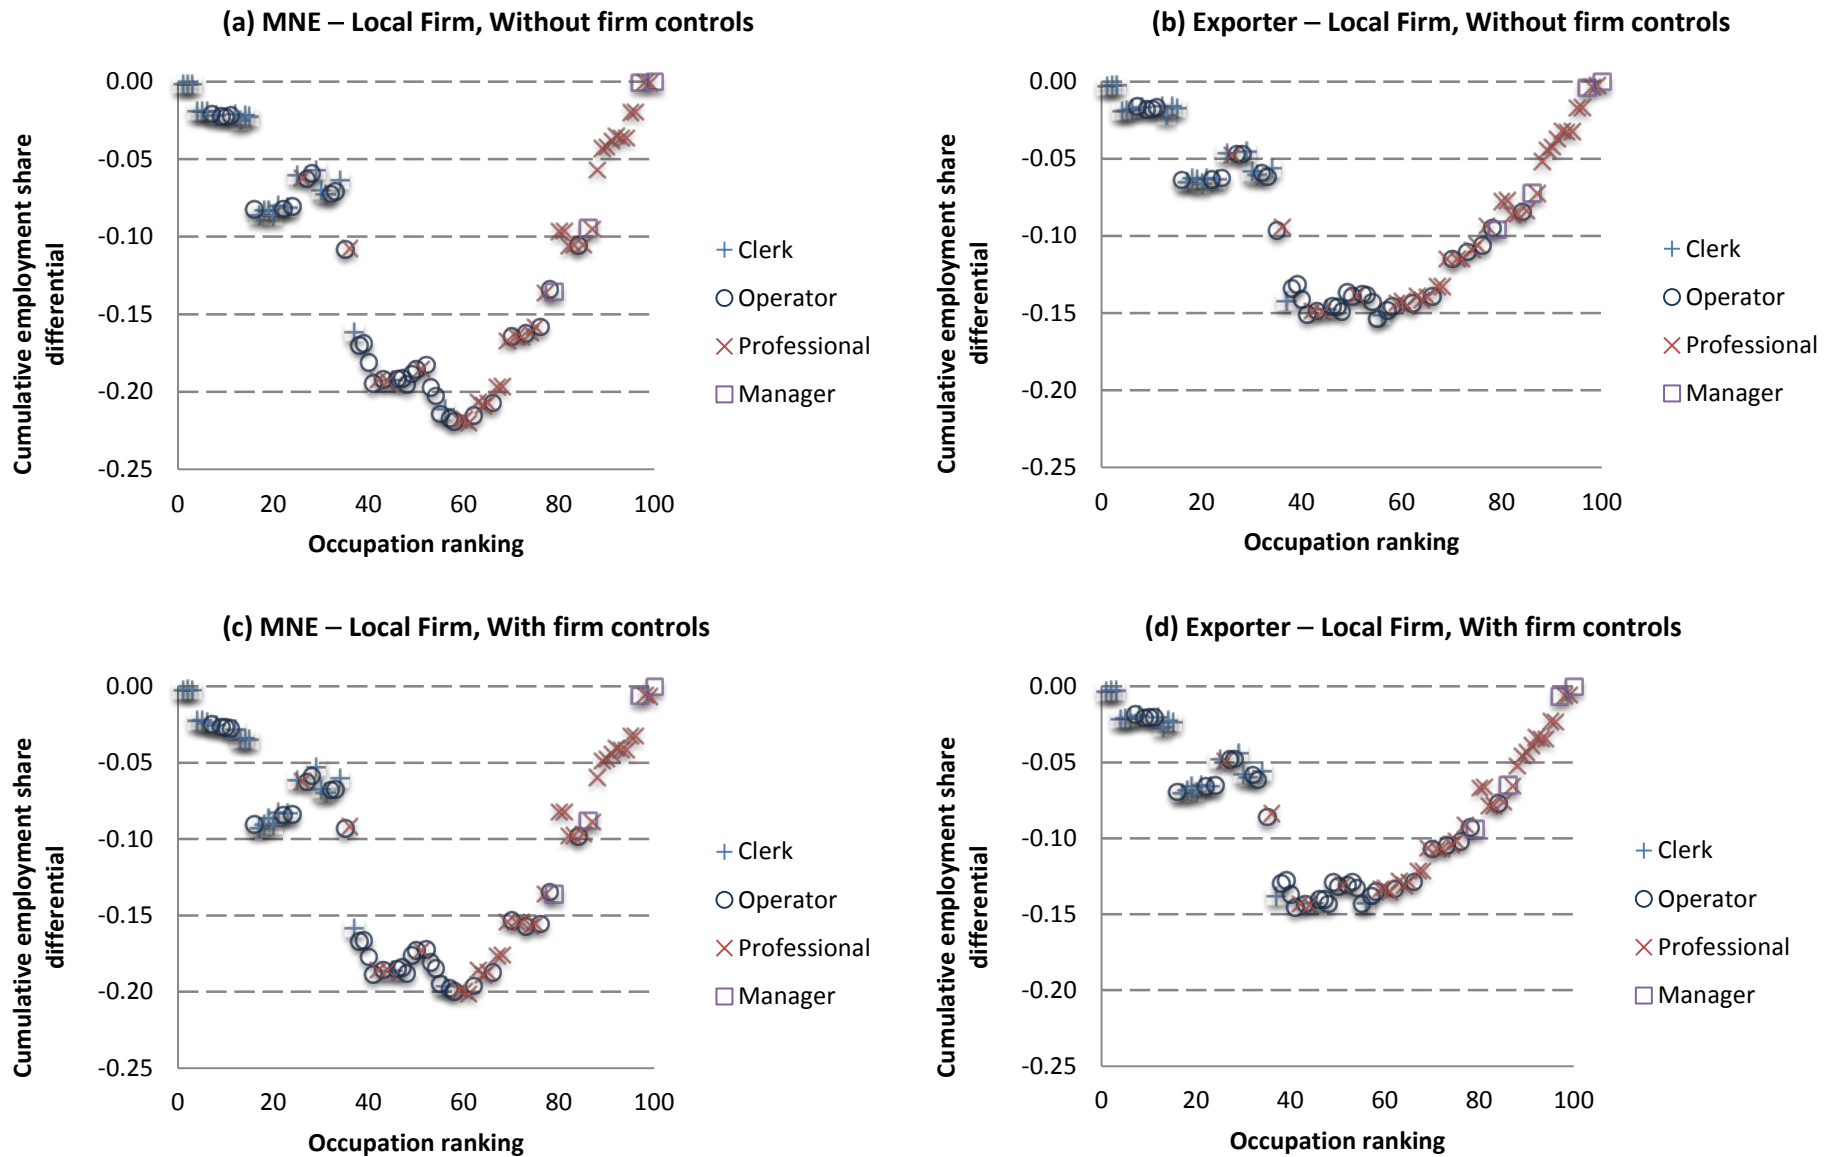 (a) MNE – Local Firm, Without firm controls
0.00
-0.05
-0.10
-0.15
-0.20
-0.25
0 20 40 60 80 100
Cumulative employment share
differential
Occupation ranking
Clerk
Operator
Professional
Manager
(b) Exporter – Local Firm, Without firm controls
0.00
-0.05
-0.10
-0.15
-0.20
-0.25
0 20 40 60 80 100
Cumulative employment share
differential
Occupation ranking
Clerk
Operator
Professional
Manager
(c) MNE – Local Firm, With firm controls
0.00
-0.05
-0.10
-0.15
-0.20
-0.25
0 20 40 60 80 100
Cumulative employment share
differential
Occupation ranking
Clerk
Operator
Professional
Manager
(d) Exporter – Local Firm, With firm controls
0.00
-0.05
-0.10
-0.15
-0.20
-0.25
0 20 40 60 80 100
Cumulative employment share
differential
Occupation ranking
Clerk
Operator
Professional
Manager